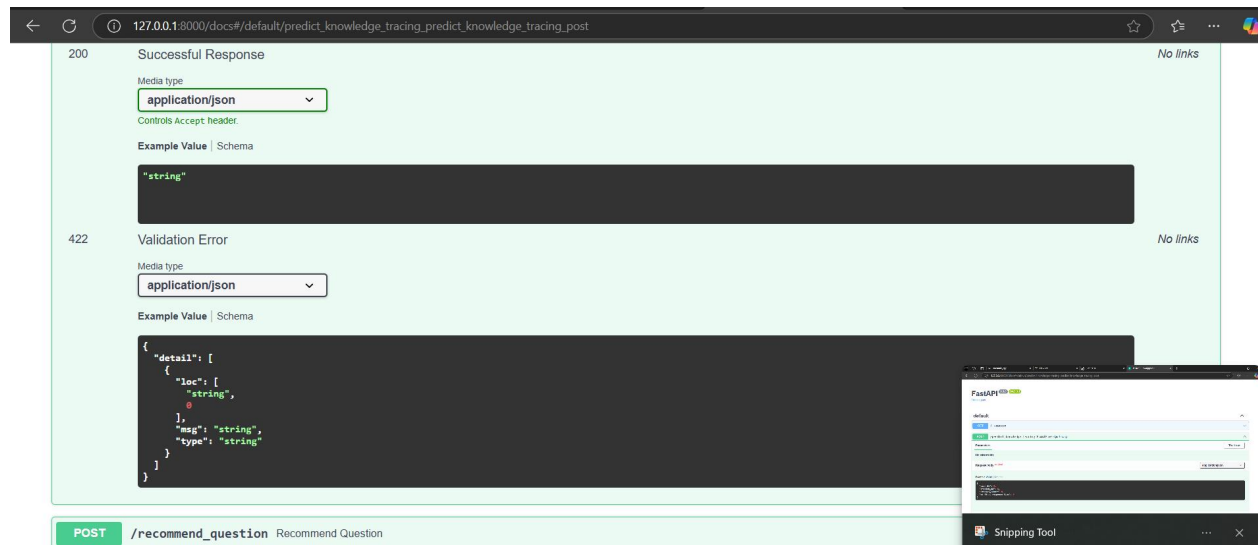 127.0.0.1:8000/docs#/default/predict_knowledge_tracing_predict_knowledge_tracing_post
200 Successful Response No links
Media type
application/json
Controls Accept header.
Example Value | Schema
"string"
422 Validation Error No links
Media type
application/json
Example Value | Schema
{
"detail": [
{
"loc": [
"string",
0
],
"msg": "string",
"type": "string"
}
]
}
FastAPI
default
POST /recommend_question Recommend Question
Snipping Tool